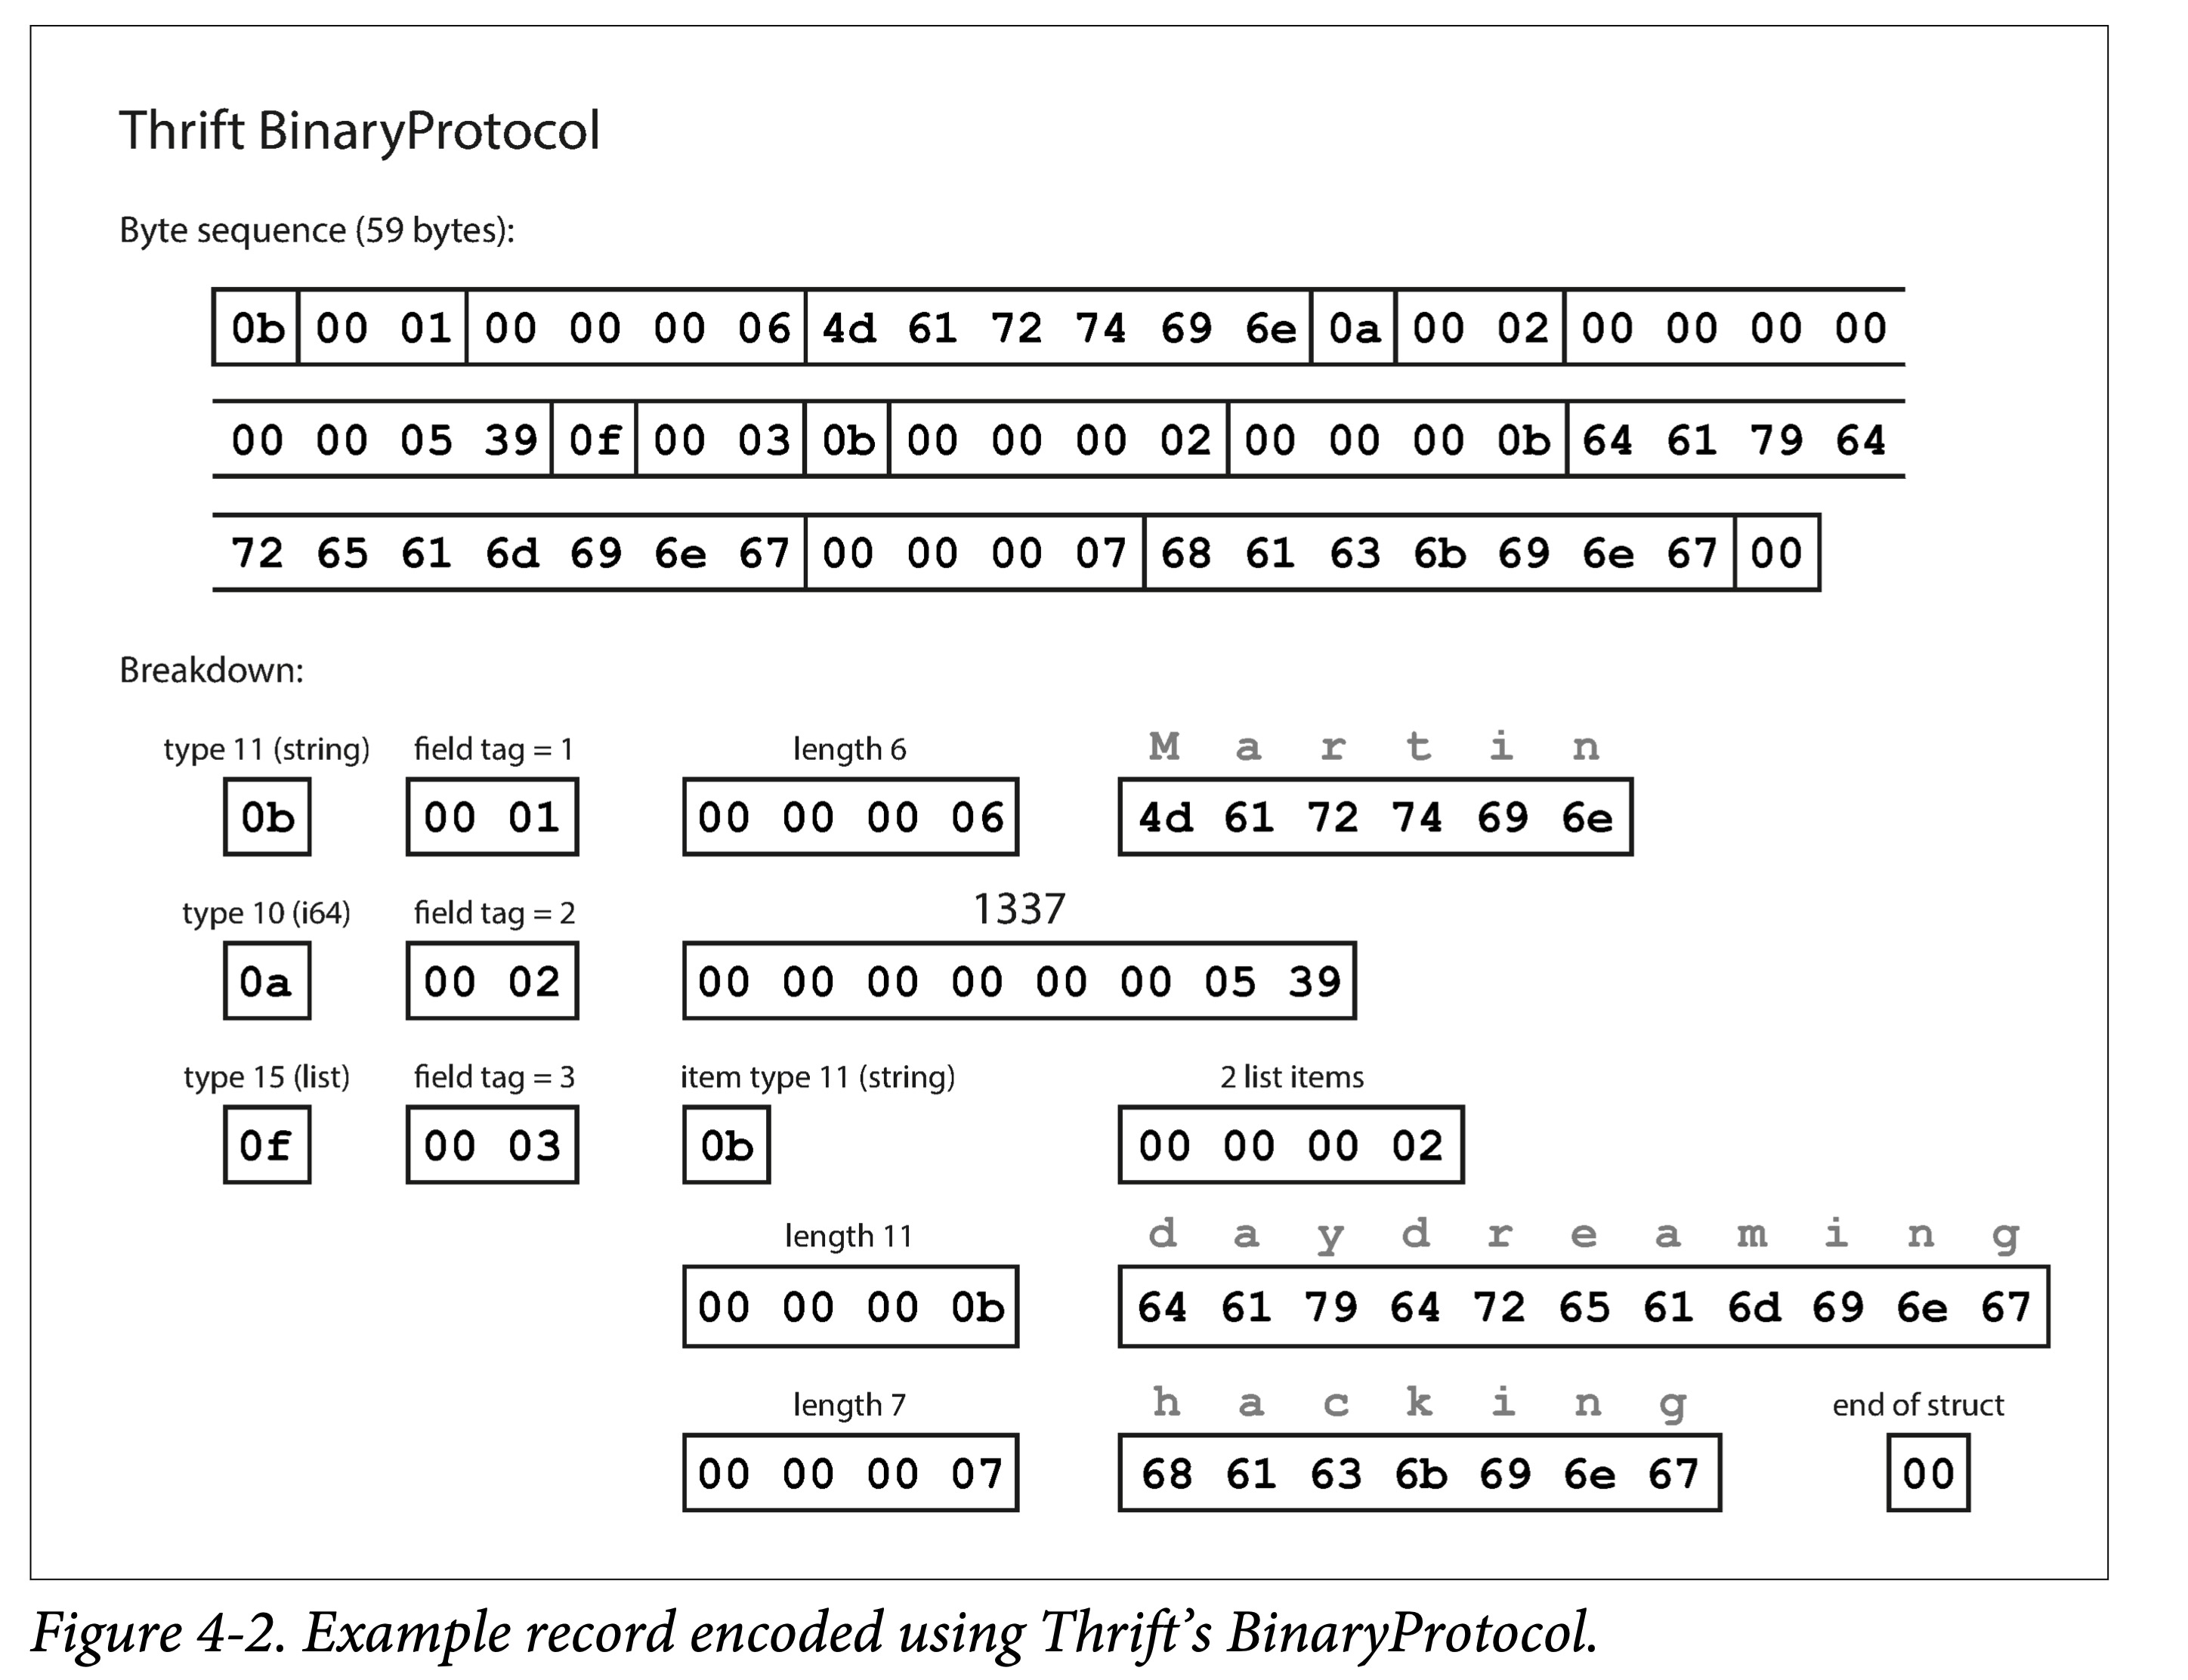 Thrift BinaryProtocol
Byte sequence (59 bytes):
0b 00 01 00 00 00 06 4d 61 72 74 69 6e 0a 00 02 00 00 00 00
00 00 05 39 0f 00 03 0b 00 00 00 02 00 00 00 0b 64 61 79 64
72 65 61 6d 69 6e 67 00 00 00 07 68 61 63 6b 69 6e 67 00
Breakdown:
type 11 (string) field tag = 1 length 6 M a r t i n
0b 00 01 00 00 00 06 4d 61 72 74 69 6e
type 10 (i64) field tag = 2 1337
0a 00 02 00 00 00 00 00 00 05 39
type 15 (list) field tag = 3 item type 11 (string) 2 list items
0f 00 03 0b 00 00 00 02
length 11 d a y d r e a m i n g
00 00 00 0b 64 61 79 64 72 65 61 6d 69 6e 67
length 7 h a c k i n g end of struct
00 00 00 07 68 61 63 6b 69 6e 67 00
Figure 4-2. Example record encoded using Thrift’s BinaryProtocol.